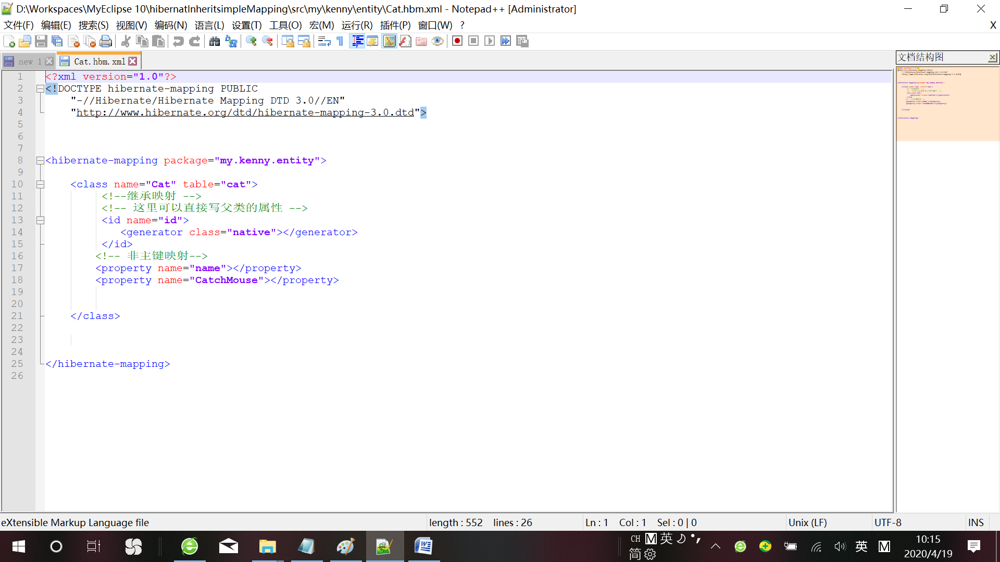 D:\Workspaces\MyEclipse 10\hibernatInheritsimpleMapping\src\my\kenny\entity\Cat.hbm.xml - Notepad++ [Administrator]
文件(F) 编辑(E) 搜索(S) 视图(V) 编码(N) 语言(L) 设置(T) 工具(O) 宏(M) 运行(R) 插件(P) 窗口(W) ? X
new 1 Cat.hbm.xml
文档结构图
1 <?xml version="1.0"?>
2 <!DOCTYPE hibernate-mapping PUBLIC
3 "-//Hibernate/Hibernate Mapping DTD 3.0//EN"
4 "http://www.hibernate.org/dtd/hibernate-mapping-3.0.dtd">
5
6
7
8 <hibernate-mapping package="my.kenny.entity">
9
10 <class name="Cat" table="cat">
11 <!--继承映射 -->
12 <!-- 这里可以直接写父类的属性 -->
13 <id name="id">
14 <generator class="native"></generator>
15 </id>
16 <!-- 非主键映射-->
17 <property name="name"></property>
18 <property name="CatchMouse"></property>
19
20
21 </class>
22
23
24
25 </hibernate-mapping>
26
eXtensible Markup Language file length : 552 lines : 26 Ln : 1 Col : 1 Sel : 0 | 0 Unix (LF) UTF-8 INS
CH M 英
简
英 M
10:15
2020/4/19